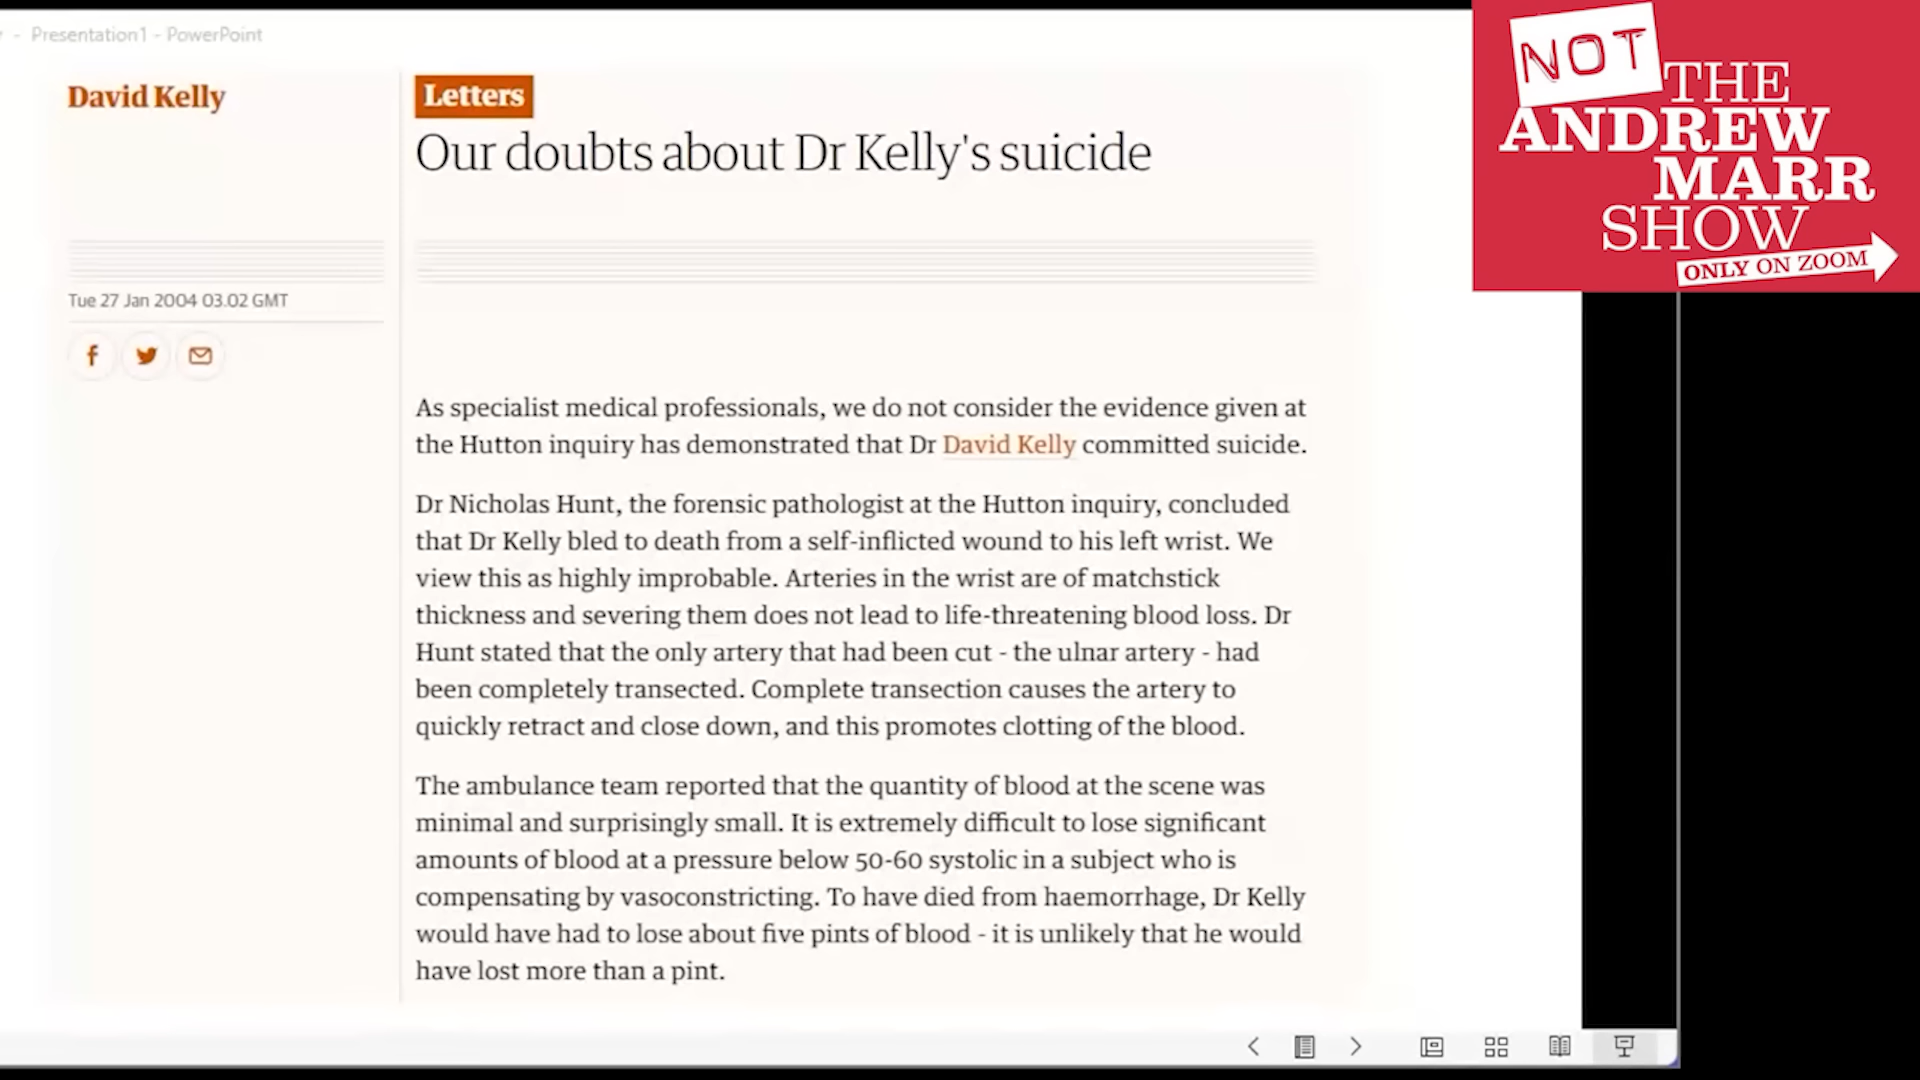 - Presentation1 - PowerPoint
NOT
THE
ANDREW
MARR
SHOW
ONLY ON ZOOM
David Kelly
Letters
Our doubts about Dr Kelly's suicide
Tue 27 Jan 2004 03.02 GMT
As specialist medical professionals, we do not consider the evidence given at
the Hutton inquiry has demonstrated that Dr David Kelly committed suicide.
Dr Nicholas Hunt, the forensic pathologist at the Hutton inquiry, concluded
that Dr Kelly bled to death from a self-inflicted wound to his left wrist. We
view this as highly improbable. Arteries in the wrist are of matchstick
thickness and severing them does not lead to life-threatening blood loss. Dr
Hunt stated that the only artery that had been cut - the ulnar artery - had
been completely transected. Complete transection causes the artery to
quickly retract and close down, and this promotes clotting of the blood.
The ambulance team reported that the quantity of blood at the scene was
minimal and surprisingly small. It is extremely difficult to lose significant
amounts of blood at a pressure below 50-60 systolic in a subject who is
compensating by vasoconstricting. To have died from haemorrhage, Dr Kelly
would have had to lose about five pints of blood - it is unlikely that he would
have lost more than a pint.